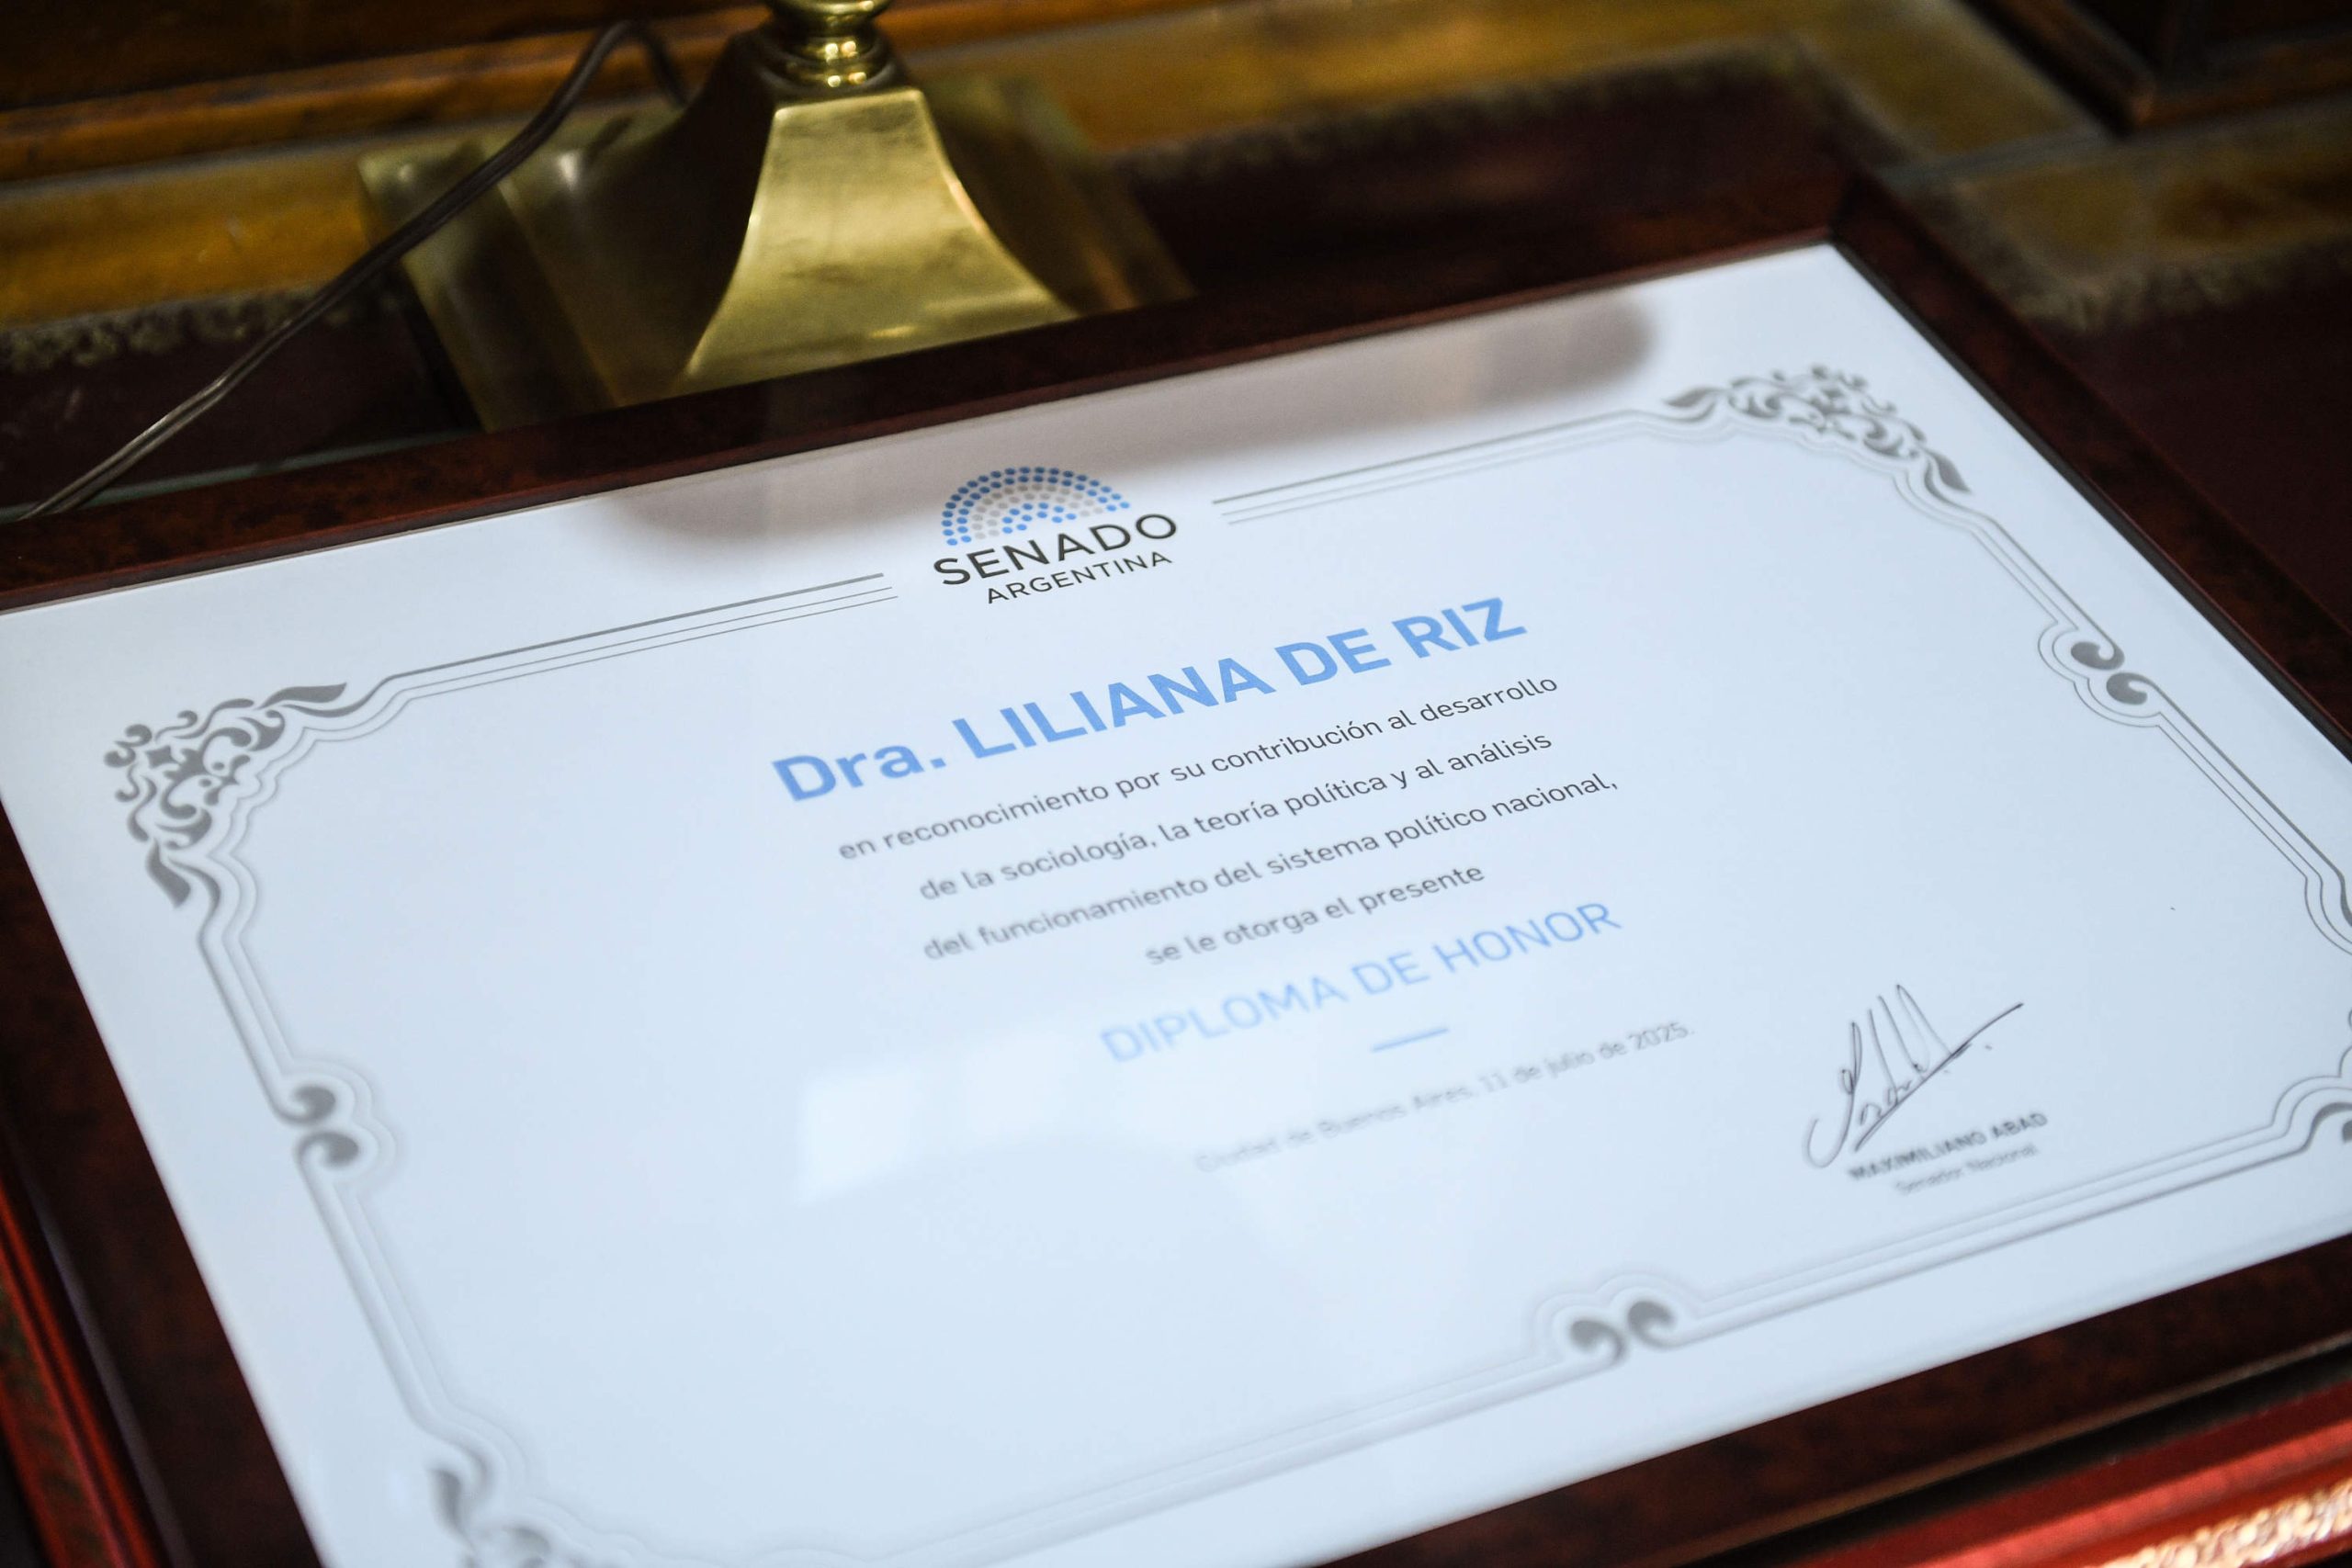 SENADO
ARGENTINA
Dra. LILIANA DE RIZ
en reconocimiento por su contribución al desarrollo
de la sociología, la teoría política y al análisis
del funcionamiento del sistema político nacional,
se le otorga el presente
DIPLOMA DE HONOR
Ciudad de Buenos Aires, 11 de julio de 2025.
MAXIMILIANO ABAD
Senador Nacional